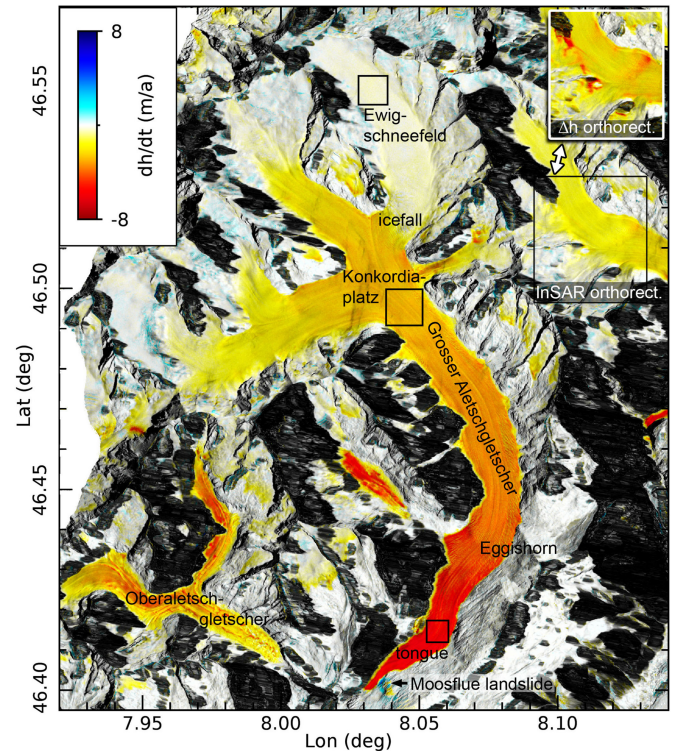 8
dh/dt (m/a)
-8
Δh orthorect.
46.55
Ewig-
schneefeld
icefall
46.50
Konkordia-
platz
InSAR orthorect.
Grosser Aletschgletscher
Lat (deg)
46.45
Eggishorn
Oberaletsch-
gletscher
tongue
46.40
Moosflue landslide
7.95
8.00
8.05
8.10
Lon (deg)